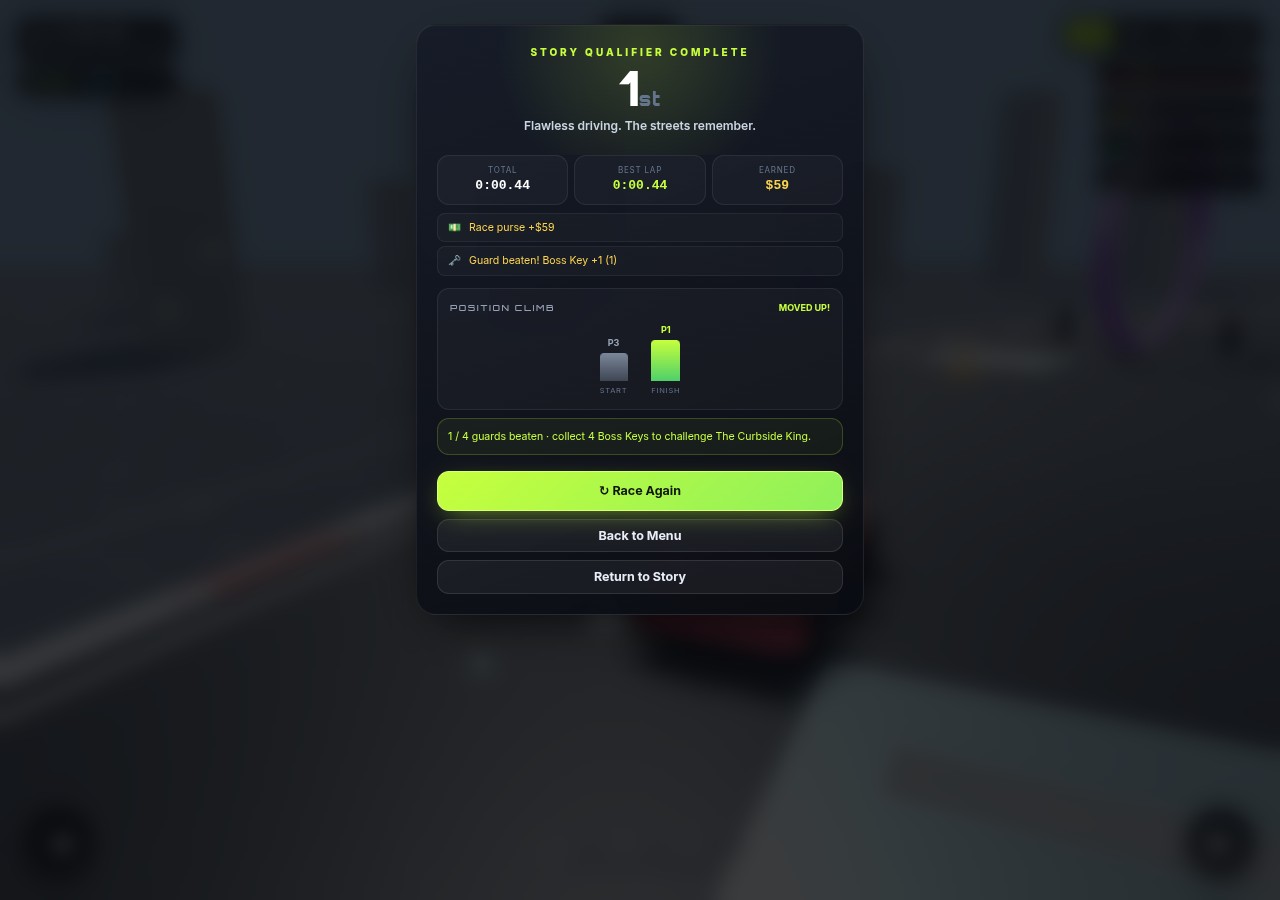 STORY QUALIFIER COMPLETE
1st
Flawless driving. The streets remember.
TOTAL BEST LAP EARNED
0:00.44 0:00.44 $59
💵 Race purse +$59
🗝 Guard beaten! Boss Key +1 (1)
POSITION CLIMB MOVED UP!
P3 P1
START FINISH
1 / 4 guards beaten · collect 4 Boss Keys to challenge The Curbside King.
↻ Race Again
Back to Menu
Return to Story